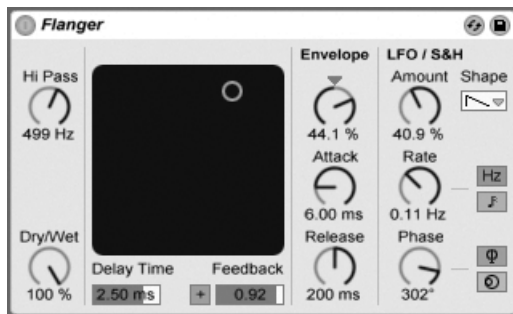 Flanger
Hi Pass
499 Hz
Dry/Wet
100 %
Delay Time
2.50 ms
Feedback
+
0.92
Envelope
44.1 %
Attack
6.00 ms
Release
200 ms
LFO / S&H
Amount
40.9 %
Shape
Rate
0.11 Hz
Hz
Phase
302°
Φ